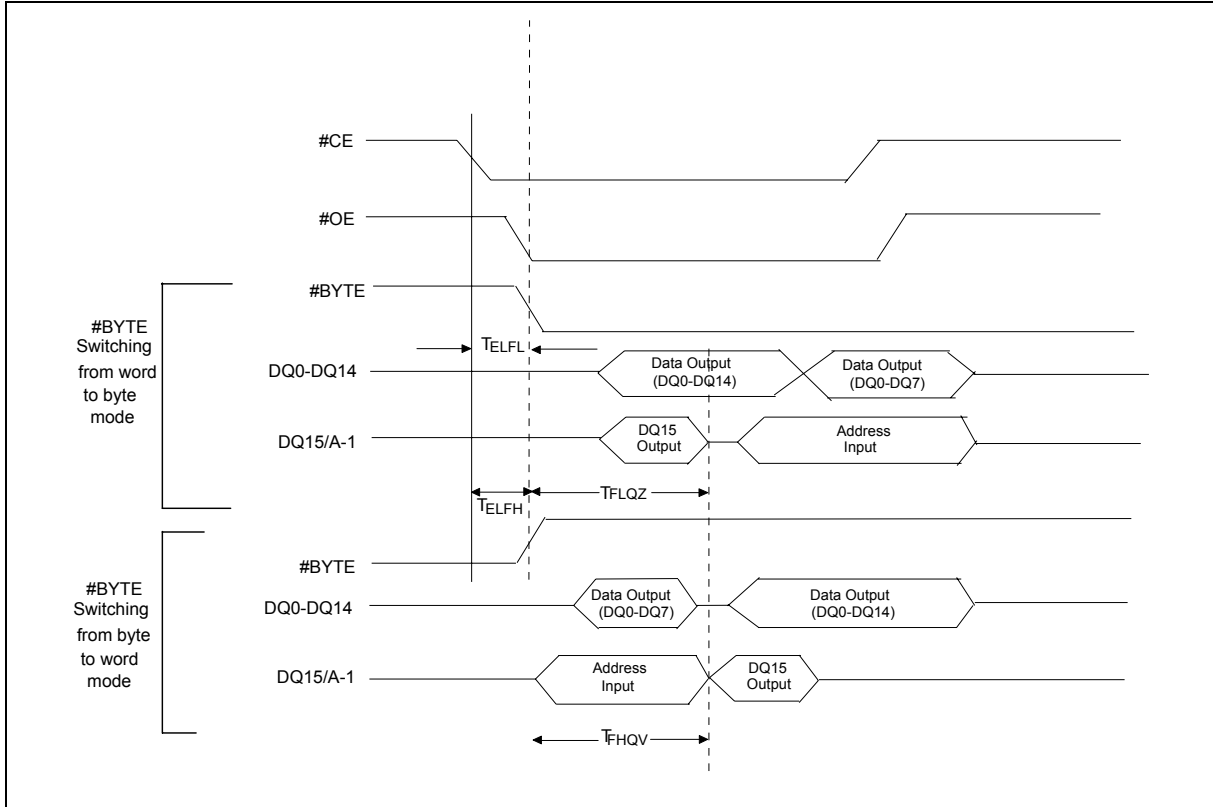 #CE
#OE
#BYTE
#BYTE
Switching
from word
to byte
mode
TELFL
DQ0-DQ14
Data Output
(DQ0-DQ14)
Data Output
(DQ0-DQ7)
DQ15/A-1
DQ15
Output
Address
Input
TELFH
TFLQZ
#BYTE
#BYTE
Switching
from byte
to word
mode
DQ0-DQ14
Data Output
(DQ0-DQ7)
Data Output
(DQ0-DQ14)
DQ15/A-1
Address
Input
DQ15
Output
TFHQV